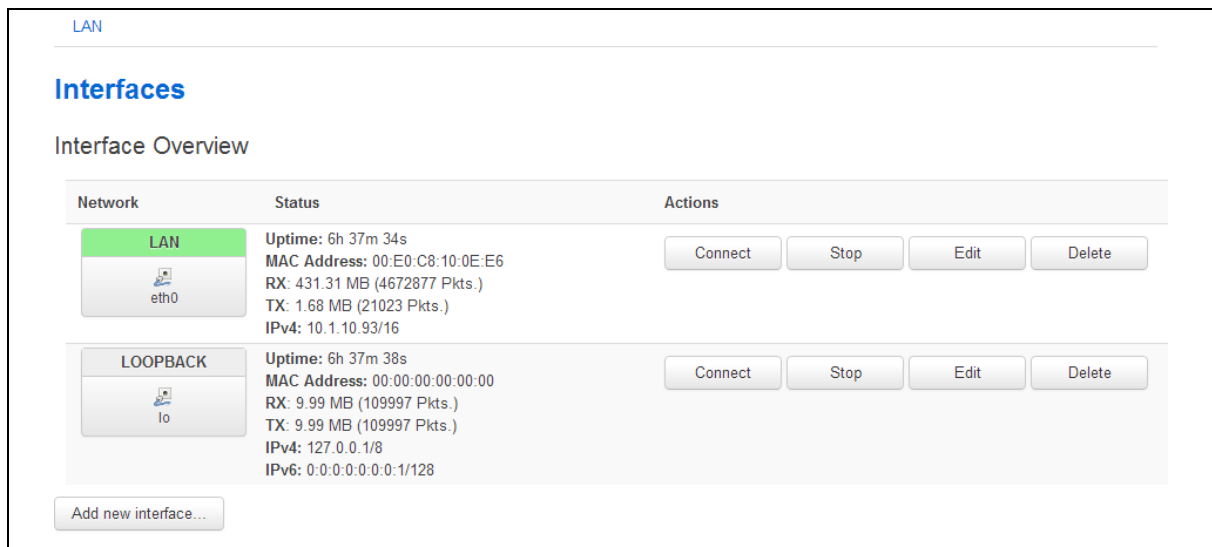 LAN
Interfaces
Interface Overview
Network Status Actions
LAN
eth0
Uptime: 6h 37m 34s
MAC Address: 00:E0:C8:10:0E:E6
RX: 431.31 MB (4672877 Pkts.)
TX: 1.68 MB (21023 Pkts.)
IPv4: 10.1.10.93/16
Connect Stop Edit Delete
LOOPBACK
lo
Uptime: 6h 37m 38s
MAC Address: 00:00:00:00:00:00
RX: 9.99 MB (109997 Pkts.)
TX: 9.99 MB (109997 Pkts.)
IPv4: 127.0.0.1/8
IPv6: 0:0:0:0:0:0:0:1/128
Connect Stop Edit Delete
Add new interface...